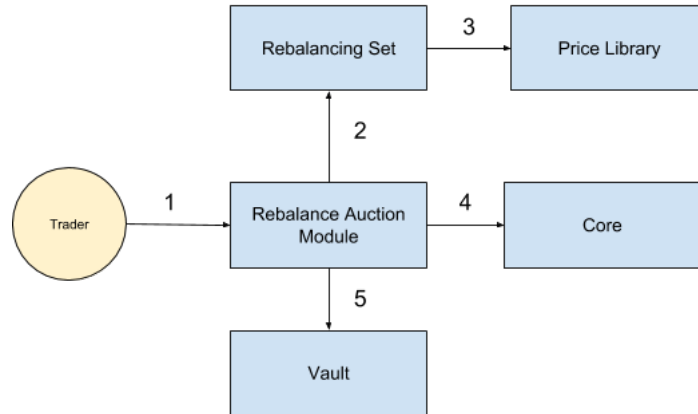 Rebalancing Set
3
Price Library
2
Trader
1
Rebalance Auction
Module
4
Core
5
Vault